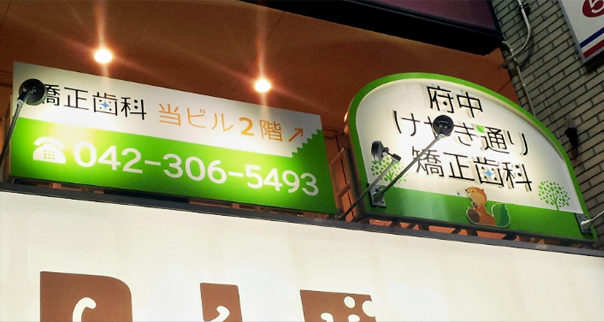 矯正歯科 当ビル2階↗
042-306-5493
府中
けやき通り
矯正歯科